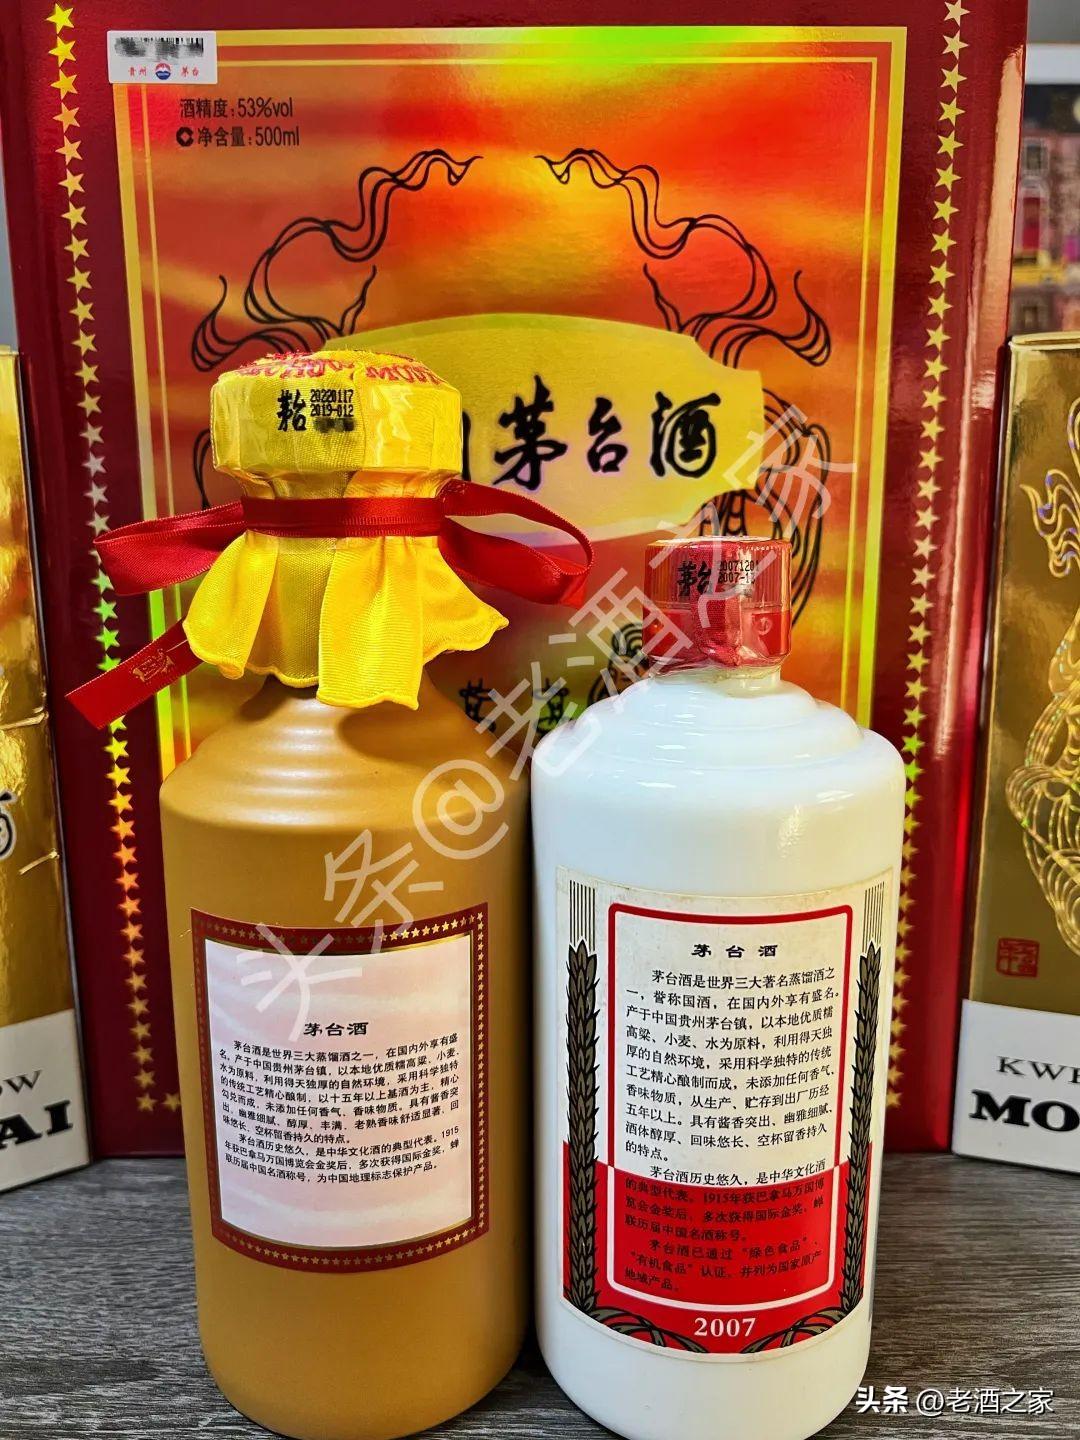 贵州 茅台
酒精度:53%vol
净含量:500ml
茅台酒
茅台
20220117
2019-012
茅台
20071201
2007-1
茅台酒
茅台酒是世界三大蒸馏酒之一，在国内外享有盛
名。产于中国贵州茅台镇，以本地优质糯高粱、小麦、
水为原料，利用得天独厚的自然环境，采用科学独特
的传统工艺精心酿制，以十五年以上基酒为主，精心
勾兑而成，未添加任何香气、香味物质。具有酱香突
出、幽雅细腻、醇厚、丰满、老熟香味舒适显著、回
味悠长、空杯留香持久的特点。
茅台酒历史悠久，是中华文化酒的典型代表。1915
年获巴拿马万国博览会金奖后，多次获得国际金奖，蝉
联历届中国名酒称号，为中国地理标志保护产品。
茅台酒
茅台酒是世界三大著名蒸馏酒之
一，誉称国酒，在国内外享有盛名。
产于中国贵州茅台镇，以本地优质糯
高粱、小麦、水为原料，利用得天独
厚的自然环境，采用科学独特的传统
工艺精心酿制而成，未添加任何香气、
香味物质，从生产、贮存到出厂历经
五年以上。具有酱香突出、幽雅细腻、
酒体醇厚、回味悠长、空杯留香持久
的特点。
茅台酒历史悠久，是中华文化酒
的典型代表。1915年获巴拿马万国博
览会金奖后，多次获得国际金奖，蝉
联历届中国名酒称号。
茅台酒已通过“绿色食品”、
“有机食品”认证，并列为国家原产
地域产品。
2007
OW
AI
KWE
MO
头条@老酒之家
头条 @老酒之家